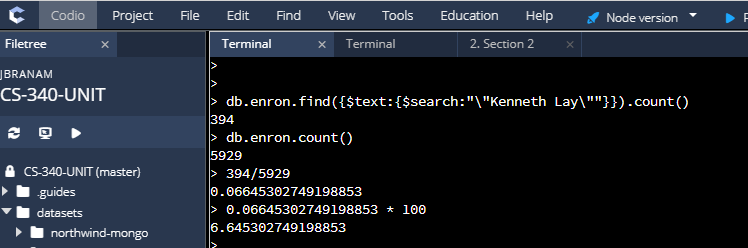 Codio File Edit Find View Tools Education Help Node version P
Filetree × Terminal × Terminal 2. Section 2 ×
JBRANAM
CS-340-UNIT
CS-340-UNIT (master)
.guides
datasets
northwind-mongo
>
>
> db.enron.find({$text:{$search:"\"Kenneth Lay\""}}).count()
394
> db.enron.count()
5929
> 394/5929
0.06645302749198853
> 0.06645302749198853 * 100
6.645302749198853
>